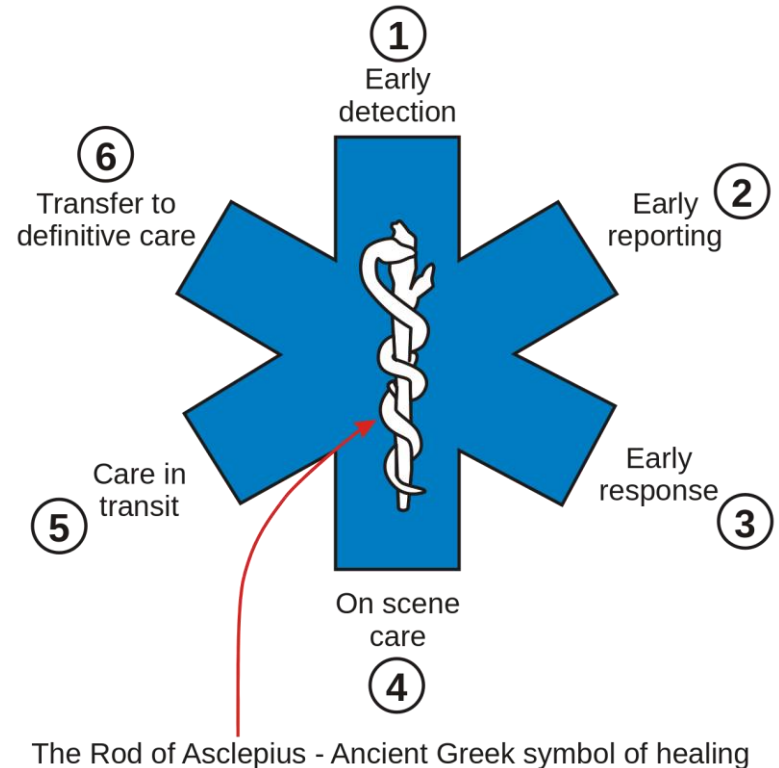 1
Early
detection
2
Early
reporting
3
Early
response
4
On scene
care
5
Care in
transit
6
Transfer to
definitive care
The Rod of Asclepius - Ancient Greek symbol of healing